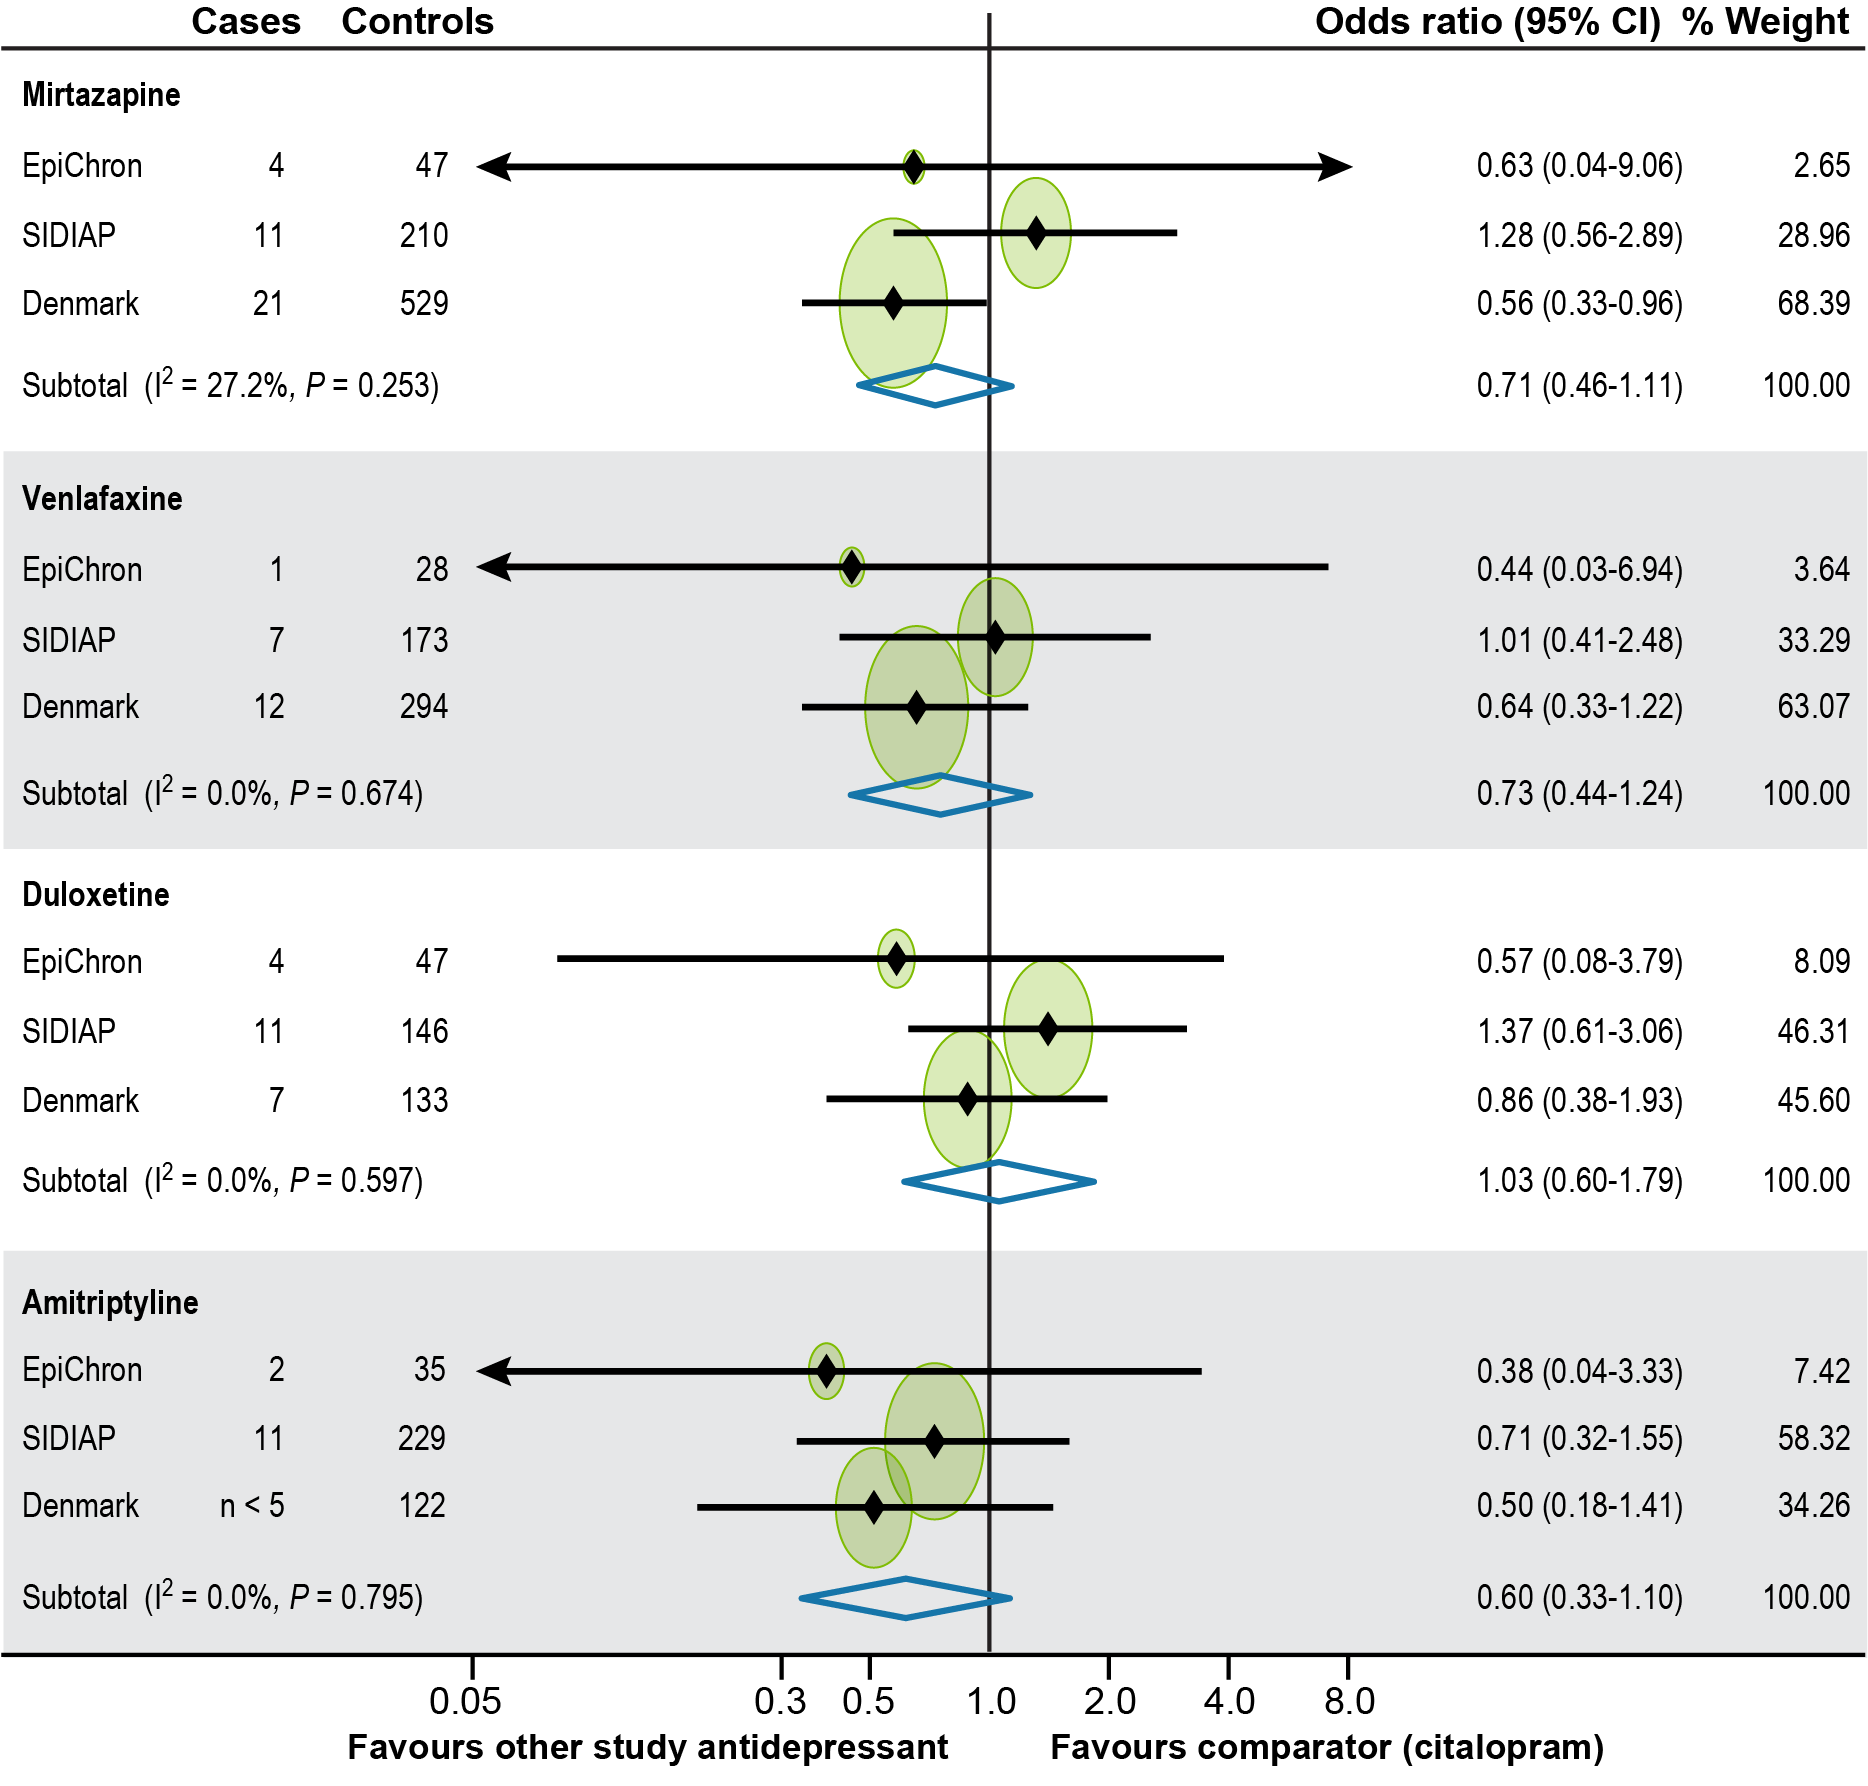 Cases Controls Odds ratio (95% CI) % Weight
Mirtazapine
EpiChron 4 47 0.63 (0.04-9.06) 2.65
SIDIAP 11 210 1.28 (0.56-2.89) 28.96
Denmark 21 529 0.56 (0.33-0.96) 68.39
Subtotal (I² = 27.2%, P = 0.253) 0.71 (0.46-1.11) 100.00
Venlafaxine
EpiChron 1 28 0.44 (0.03-6.94) 3.64
SIDIAP 7 173 1.01 (0.41-2.48) 33.29
Denmark 12 294 0.64 (0.33-1.22) 63.07
Subtotal (I² = 0.0%, P = 0.674) 0.73 (0.44-1.24) 100.00
Duloxetine
EpiChron 4 47 0.57 (0.08-3.79) 8.09
SIDIAP 11 146 1.37 (0.61-3.06) 46.31
Denmark 7 133 0.86 (0.38-1.93) 45.60
Subtotal (I² = 0.0%, P = 0.597) 1.03 (0.60-1.79) 100.00
Amitriptyline
EpiChron 2 35 0.38 (0.04-3.33) 7.42
SIDIAP 11 229 0.71 (0.32-1.55) 58.32
Denmark n < 5 122 0.50 (0.18-1.41) 34.26
Subtotal (I² = 0.0%, P = 0.795) 0.60 (0.33-1.10) 100.00
0.05 0.3 0.5 1.0 2.0 4.0 8.0
Favours other study antidepressant Favours comparator (citalopram)